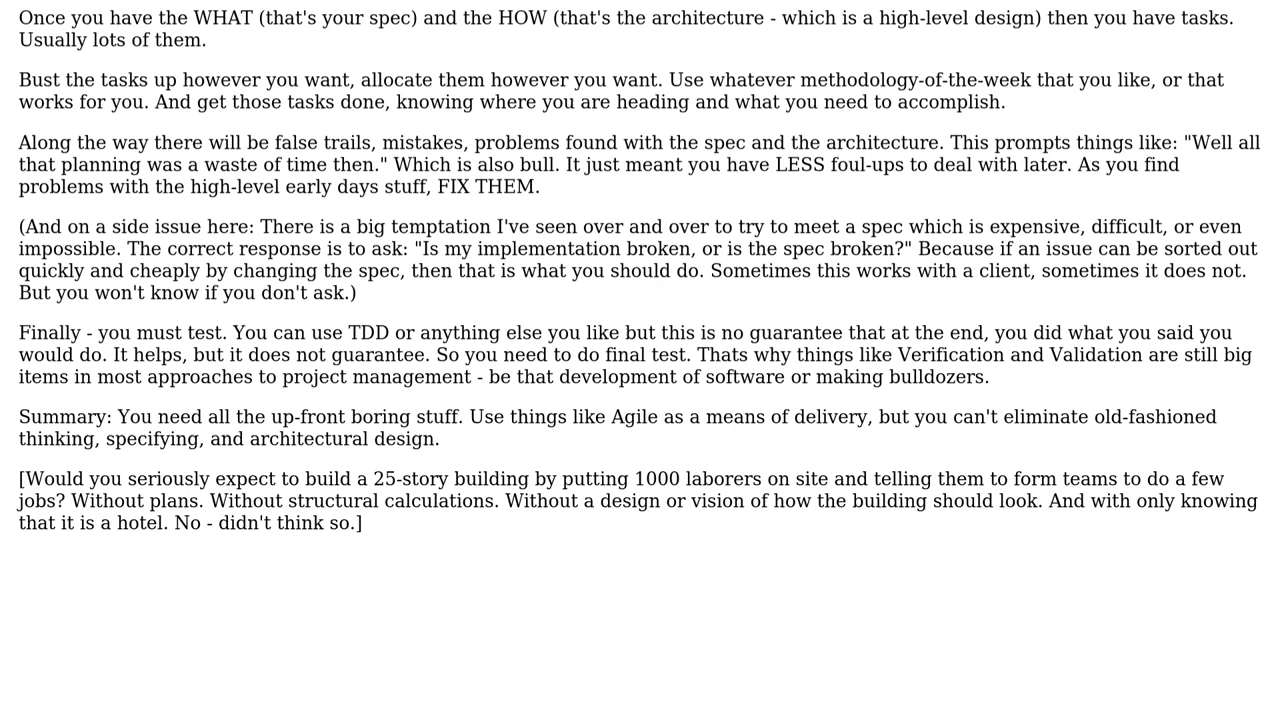 Once you have the WHAT (that's your spec) and the HOW (that's the architecture - which is a high-level design) then you have tasks.
Usually lots of them.
Bust the tasks up however you want, allocate them however you want. Use whatever methodology-of-the-week that you like, or that
works for you. And get those tasks done, knowing where you are heading and what you need to accomplish.
Along the way there will be false trails, mistakes, problems found with the spec and the architecture. This prompts things like: "Well all
that planning was a waste of time then." Which is also bull. It just meant you have LESS foul-ups to deal with later. As you find
problems with the high-level early days stuff, FIX THEM.
(And on a side issue here: There is a big temptation I've seen over and over to try to meet a spec which is expensive, difficult, or even
impossible. The correct response is to ask: "Is my implementation broken, or is the spec broken?" Because if an issue can be sorted out
quickly and cheaply by changing the spec, then that is what you should do. Sometimes this works with a client, sometimes it does not.
But you won't know if you don't ask.)
Finally - you must test. You can use TDD or anything else you like but this is no guarantee that at the end, you did what you said you
would do. It helps, but it does not guarantee. So you need to do final test. Thats why things like Verification and Validation are still big
items in most approaches to project management - be that development of software or making bulldozers.
Summary: You need all the up-front boring stuff. Use things like Agile as a means of delivery, but you can't eliminate old-fashioned
thinking, specifying, and architectural design.
[Would you seriously expect to build a 25-story building by putting 1000 laborers on site and telling them to form teams to do a few
jobs? Without plans. Without structural calculations. Without a design or vision of how the building should look. And with only knowing
that it is a hotel. No - didn't think so.]